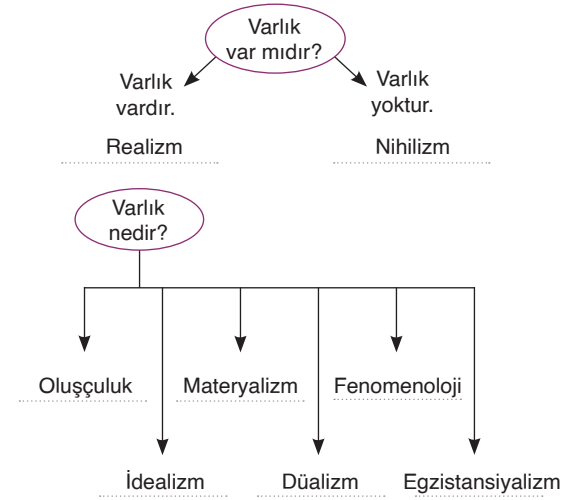 Varlık
var mıdır?
Varlık
vardır.
Varlık
yoktur.
Realizm
Nihilizm
Varlık
nedir?
Oluşçuluk
Materyalizm
Fenomenoloji
İdealizm
Düalizm
Egzistansiyalizm